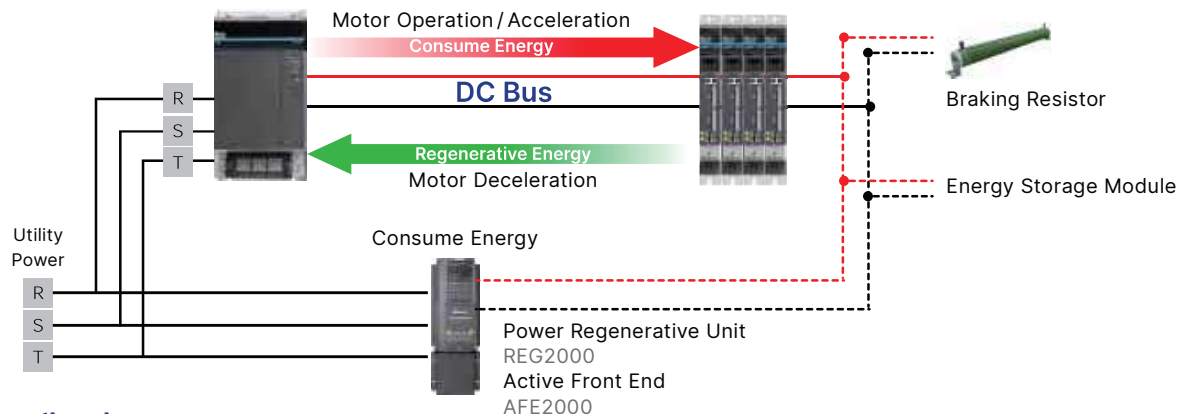 Motor Operation / Acceleration
Consume Energy
DC Bus
R
S
T
Regenerative Energy
Motor Deceleration
Braking Resistor
Energy Storage Module
Utility
Power
R
S
T
Consume Energy
Power Regenerative Unit
REG2000
Active Front End
AFE2000